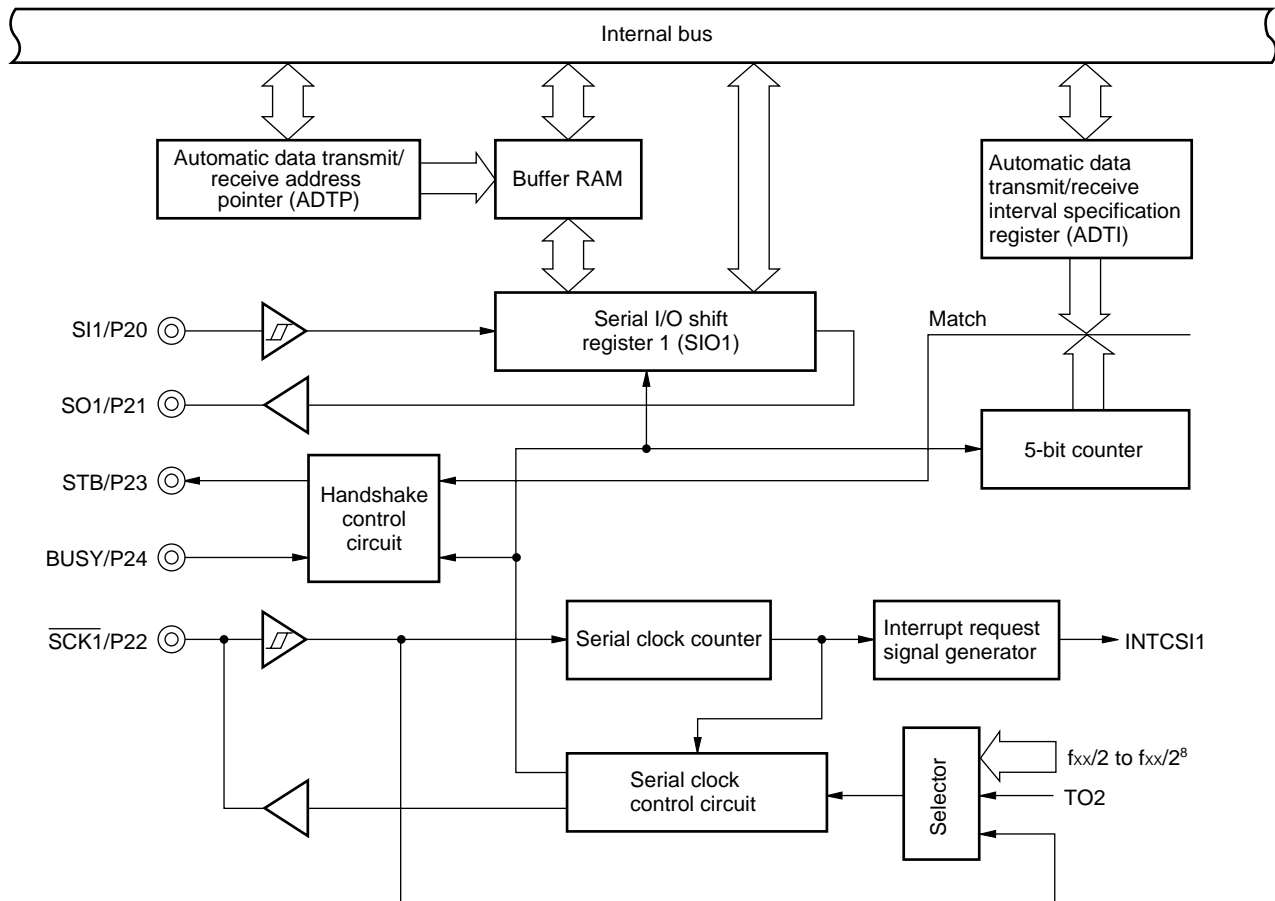 Internal bus
Automatic data transmit/
receive address
pointer (ADTP)
Buffer RAM
Automatic data
transmit/receive
interval specification
register (ADTI)
SI1/P20
Serial I/O shift
register 1 (SIO1)
Match
SO1/P21
5-bit counter
STB/P23
Handshake
control
circuit
BUSY/P24
SCK1/P22
Serial clock counter
Interrupt request
signal generator
INTCSI1
Serial clock
control circuit
Selector
fxx/2 to fxx/2⁸
TO2